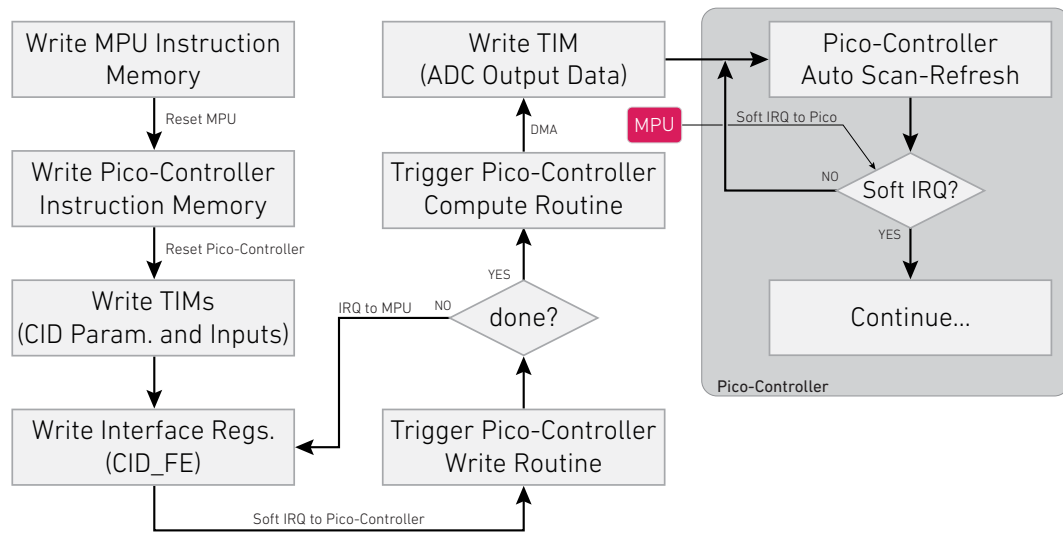 Write MPU Instruction
Memory
Reset MPU
Write Pico-Controller
Instruction Memory
Reset Pico-Controller
Write TIMs
(CID Param. and Inputs)
Write Interface Regs.
(CID_FE)
Soft IRQ to Pico-Controller
Trigger Pico-Controller
Write Routine
done?
NO
IRQ to MPU
YES
Trigger Pico-Controller
Compute Routine
DMA
Write TIM
(ADC Output Data)
Pico-Controller
Auto Scan-Refresh
MPU
Soft IRQ to Pico
Soft IRQ?
NO
YES
Continue...
Pico-Controller